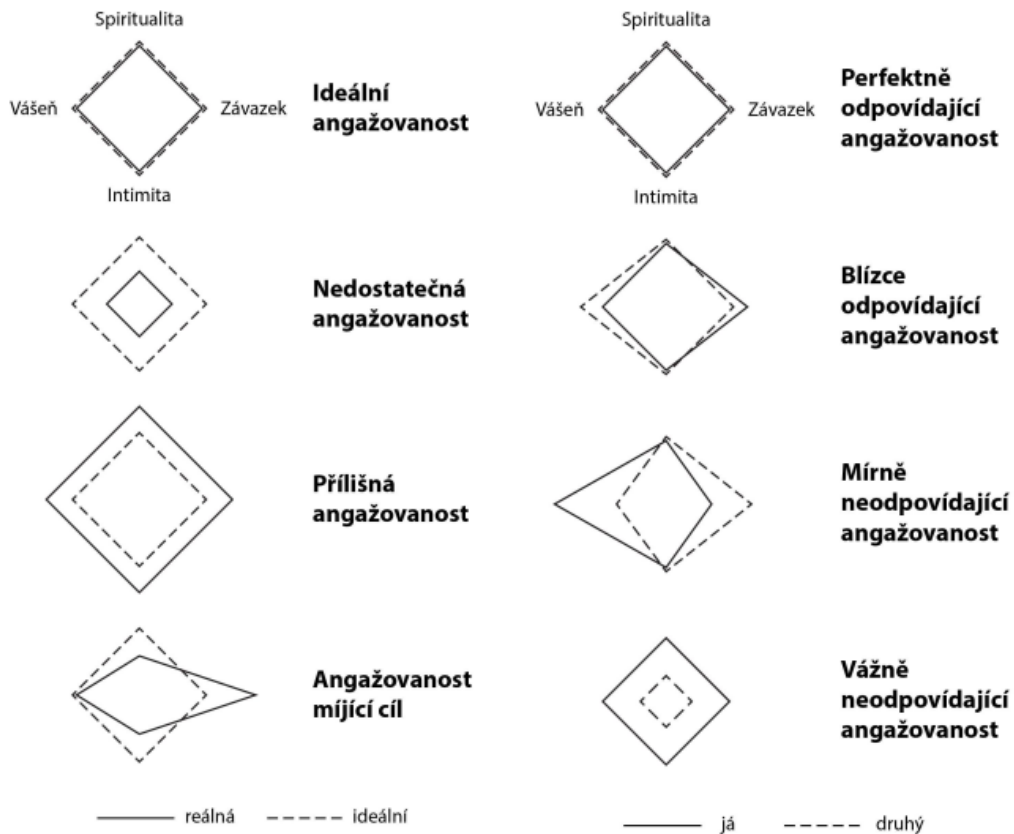 Spiritualita
Vášeň
Závazek
Intimita
Ideální
angažovanost
Nedostatečná
angažovanost
Přílišná
angažovanost
Angažovanost
míjící cíl
reálná
ideální
Spiritualita
Vášeň
Závazek
Intimita
Perfektně
odpovídající
angažovanost
Blízce
odpovídající
angažovanost
Mírně
neodpovídající
angažovanost
Vážně
neodpovídající
angažovanost
já
druhý